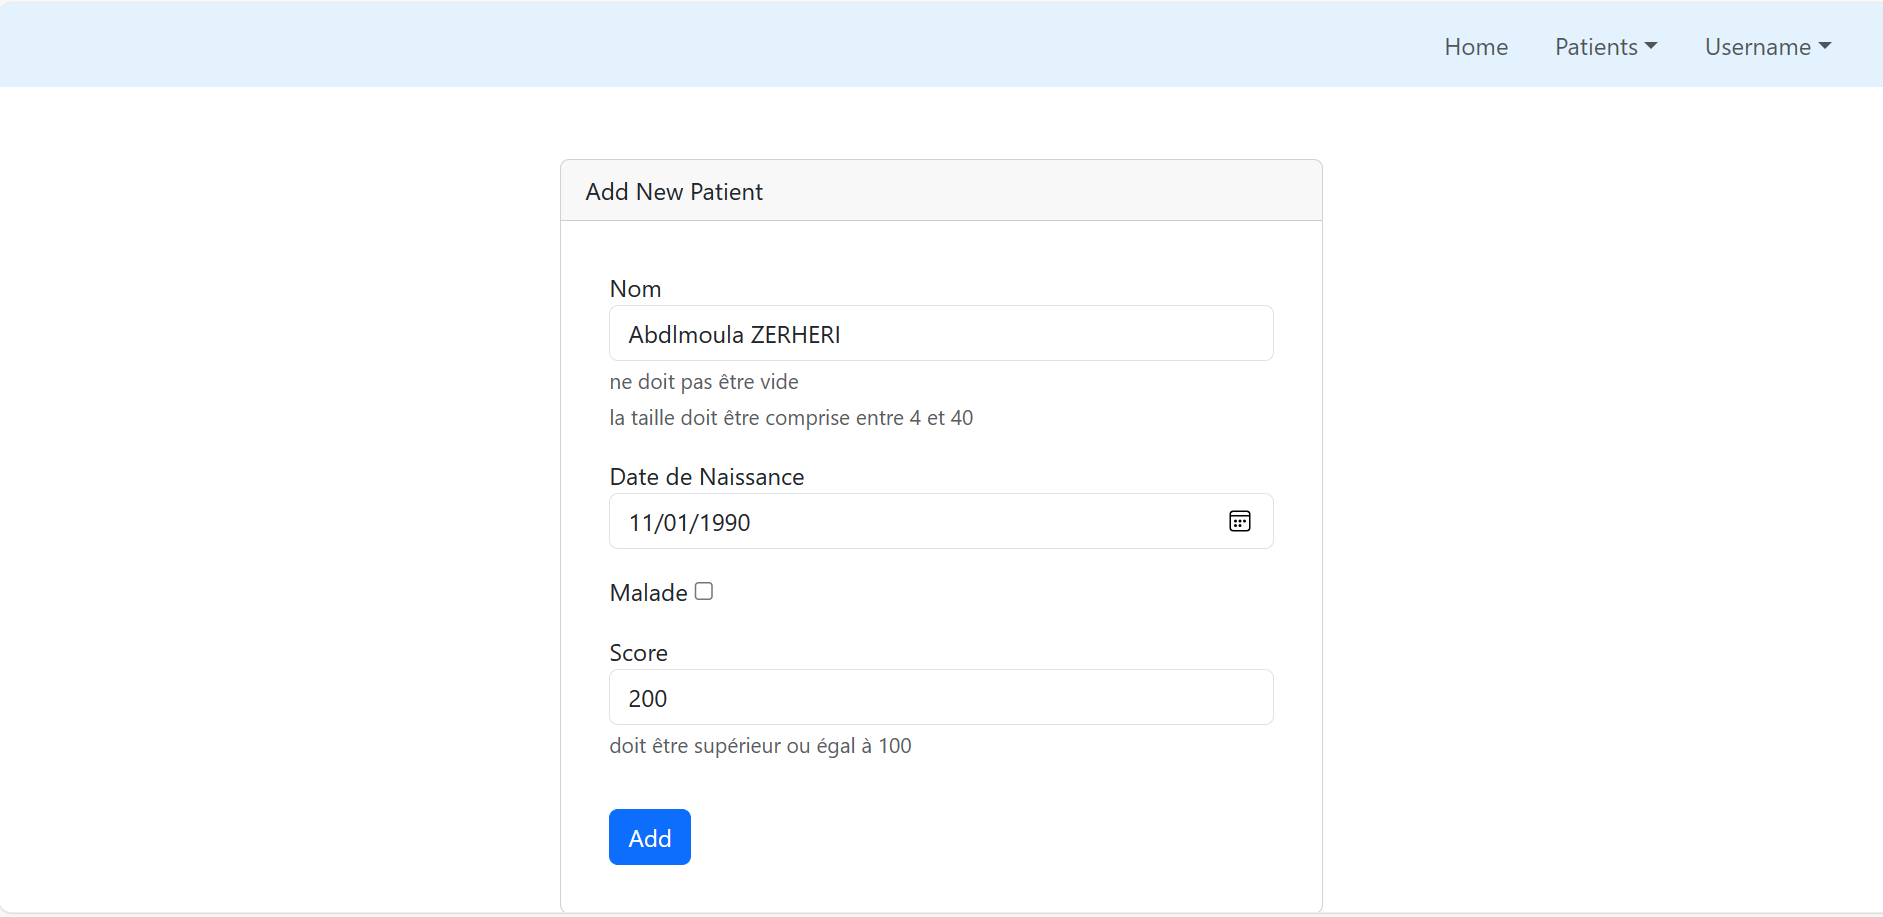 Home Patients Username
Add New Patient
Nom
Abdlmoula ZERHERI
ne doit pas être vide
la taille doit être comprise entre 4 et 40
Date de Naissance
11/01/1990
Malade
Score
200
doit être supérieur ou égal à 100
Add